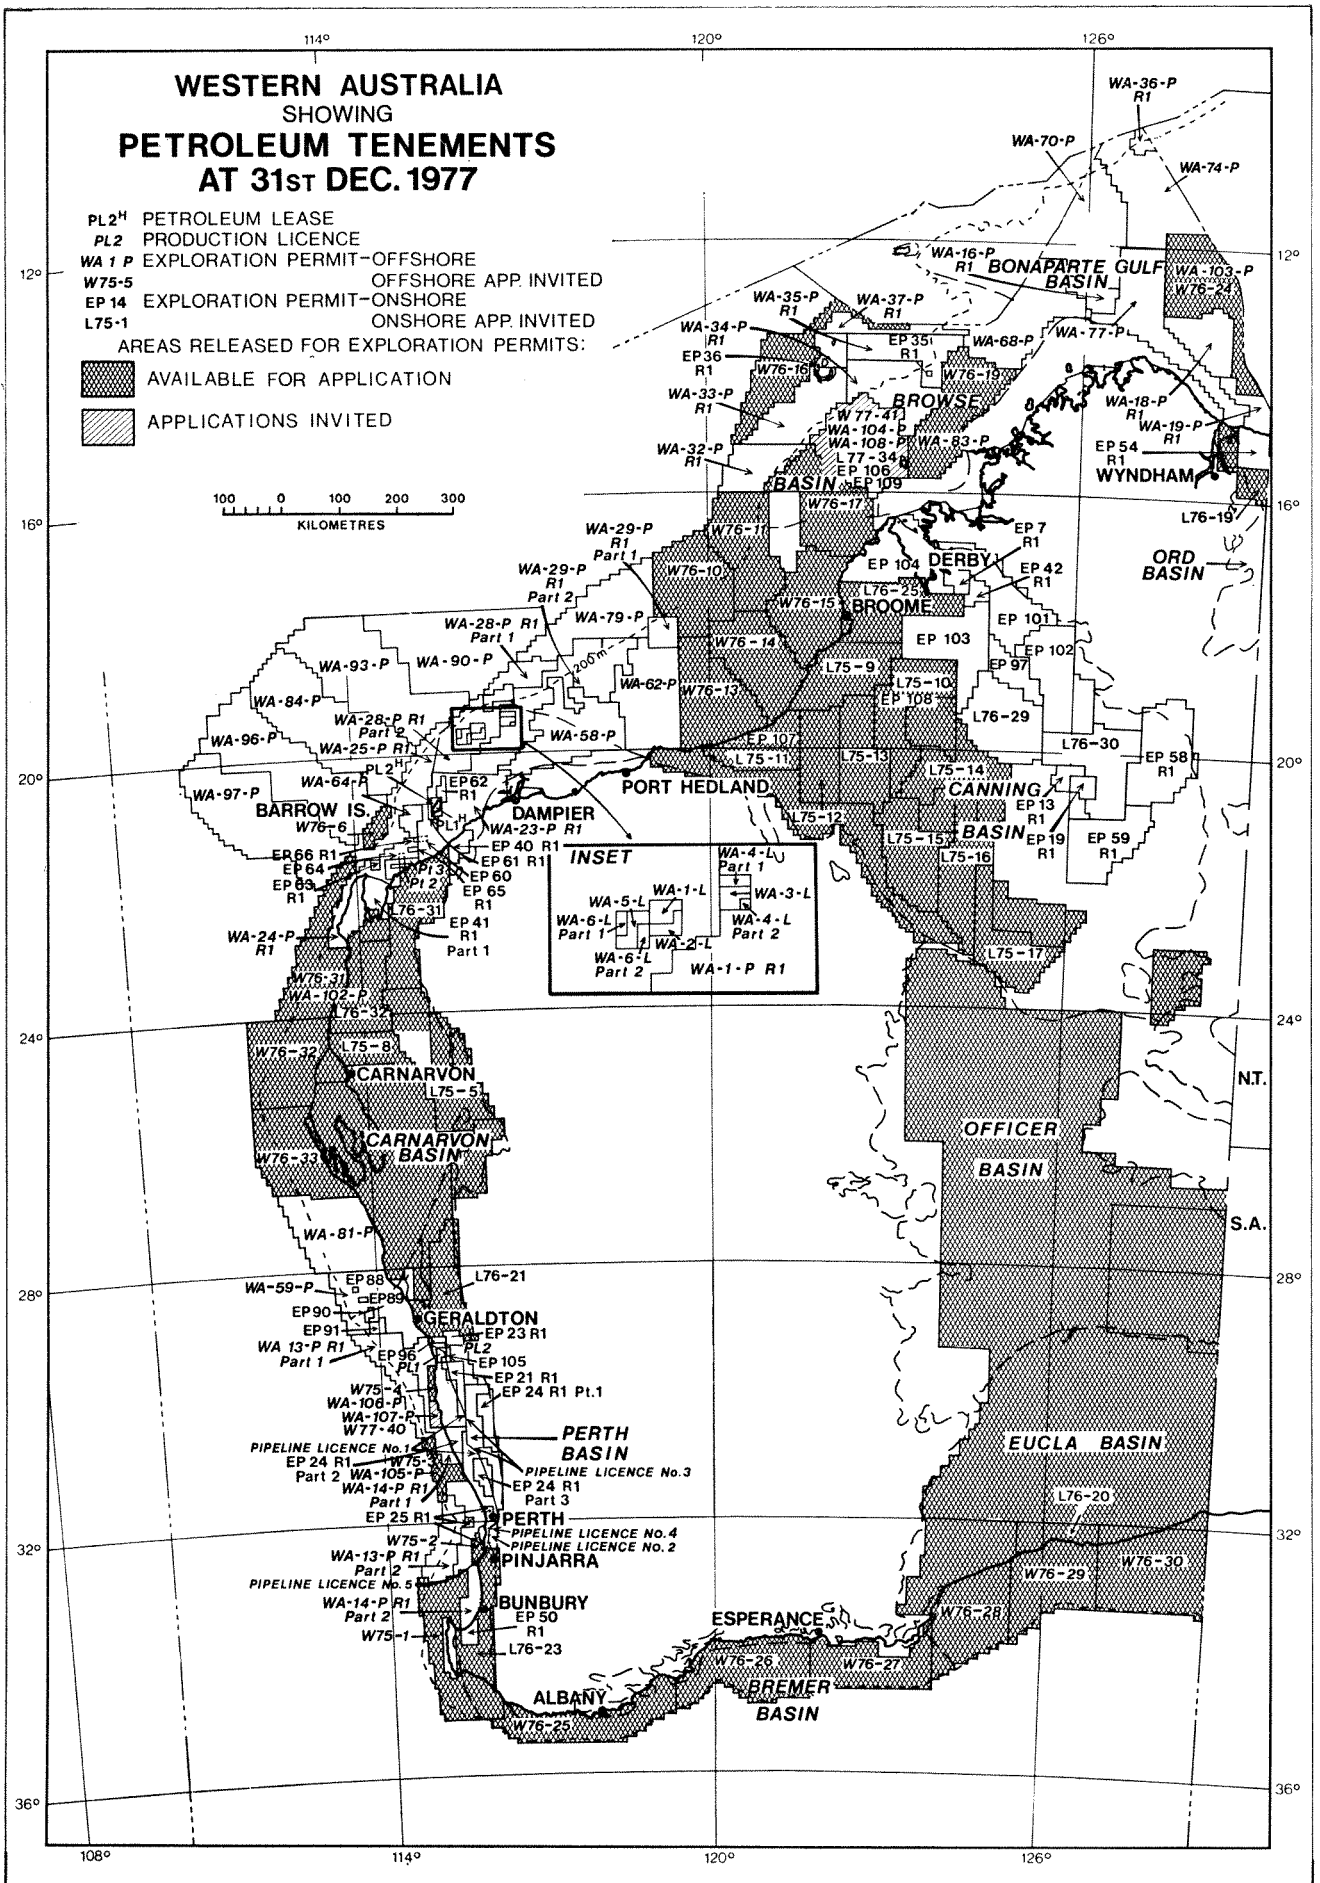 114°
120°
126°
WESTERN AUSTRALIA
SHOWING
PETROLEUM TENEMENTS
AT 31ST DEC. 1977
PL2ᴴ PETROLEUM LEASE
PL2 PRODUCTION LICENCE
WA 1 P EXPLORATION PERMIT-OFFSHORE
W75-5 OFFSHORE APP. INVITED
EP 14 EXPLORATION PERMIT-ONSHORE
L75-1 ONSHORE APP. INVITED
AREAS RELEASED FOR EXPLORATION PERMITS:
AVAILABLE FOR APPLICATION
APPLICATIONS INVITED
100 0 100 200 300
KILOMETRES
WA-36-P
R1
WA-70-P
WA-74-P
12°
12°
WA-16-P
R1
BONAPARTE GULF
BASIN
WA-103-P
W76-24
WA-35-P
R1
WA-37-P
R1
WA-34-P
R1
EP 35
R1
WA-68-P
WA-77-P
EP36
R1
W76-16
W76-19
WA-33-P
R1
BROWSE
WA-18-P
R1
W77-41
WA-104-P
WA-108-P
WA-83-P
WA-19-P
R1
WA-32-P
R1
L77-34
EP 106
EP109
EP 54
R1
WYNDHAM
BASIN
W76-17
16°
16°
L76-19
W76-11
WA-29-P
R1
Part 1
EP 7
R1
EP 104
DERBY
ORD
BASIN
WA-29-P
R1
Part 2
W76-10
EP 42
R1
L76-25
BROOME
W76-15
WA-79-P
WA-28-P R1
Part 1
EP 101
EP 103
EP 102
W76-14
200 m
WA-93-P
WA-90-P
L75-9
EP97
WA-62-P
L75-10
EP 108
W76-13
WA-84-P
L76-29
WA-28-P R1
Part 2
WA-96-P
WA-25-P R1
WA-58-P
EP 107
L75-11
L75-13
L76-30
EP 58
R1
20°
20°
PL2ᴴ
WA-64-P
EP 62
R1
L75-14
WA-97-P
PORT HEDLAND
CANNING
BARROW IS.
DAMPIER
EP 13
R1
PL1ᴴ
L75-12
W76-6
WA-23-P R1
L75-15
BASIN
EP19
R1
EP 59
R1
EP 40 R1
EP66 R1
EP 61 R1
INSET
L75-16
EP 64
Pt 3
EP 60
EP 63
R1
Pt 2
EP 65
R1
WA-4-L
Part 1
WA-1-L
WA-3-L
WA-5-L
WA-6-L
Part 1
WA-4-L
Part 2
WA-2-L
WA-6-L
Part 2
WA-1-P R1
L76-31
EP 41
R1
Part 1
WA-24-P
R1
L75-17
W76-31
WA-102-P
L76-32
24°
24°
W76-32
L75-8
CARNARVON
N.T.
L75-5
CARNARVON
BASIN
OFFICER
BASIN
W76-33
WA-81-P
S.A.
28°
28°
EP88
L76-21
WA-59-P
EP89
EP90
GERALDTON
EP91
EP 23 R1
WA 13-P R1
Part 1
PL2
EP96
PL1
EP 105
EP 21 R1
W75-4
EP 24 R1 Pt.1
WA-106-P
WA-107-P
W77-40
PERTH
BASIN
EUCLA BASIN
PIPELINE LICENCE No.1
EP 24 R1
Part 2
W75-3
WA-105-P
PIPELINE LICENCE No.3
WA-14-P R1
Part 1
EP 24 R1
Part 3
L76-20
EP 25 R1
PERTH
PIPELINE LICENCE No.4
PIPELINE LICENCE No.2
W75-2
32°
32°
WA-13-P R1
Part 2
PINJARRA
W76-30
PIPELINE LICENCE No.5
W76-29
WA-14-P R1
Part 2
BUNBURY
EP 50
R1
ESPERANCE
W76-28
W75-1
L76-23
W76-26
W76-27
ALBANY
BREMER
BASIN
W76-25
36°
36°
108°
114°
120°
126°